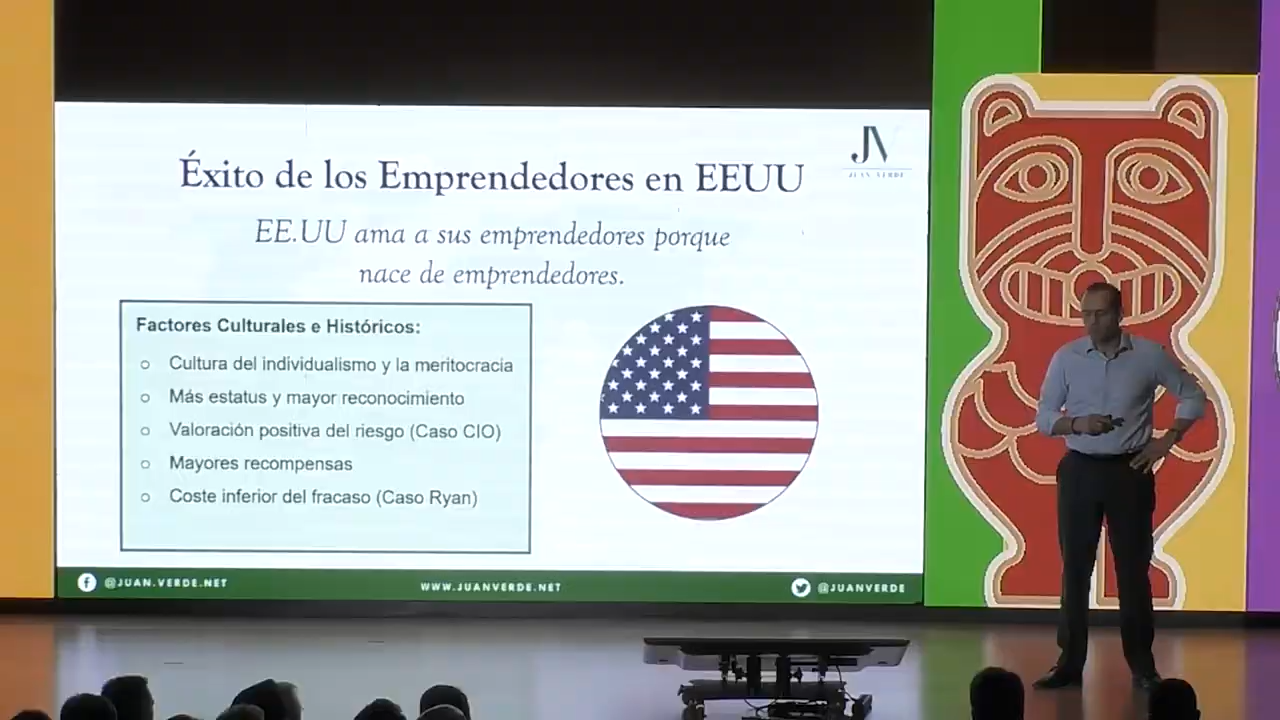 JV
JUAN VERDE
Éxito de los Emprendedores en EEUU
EE.UU ama a sus emprendedores porque
nace de emprendedores.
Factores Culturales e Históricos:
Cultura del individualismo y la meritocracia
Más estatus y mayor reconocimiento
Valoración positiva del riesgo (Caso CIO)
Mayores recompensas
Coste inferior del fracaso (Caso Ryan)
@JUAN.VERDE.NET
WWW.JUANVERDE.NET
@JUANVERDE